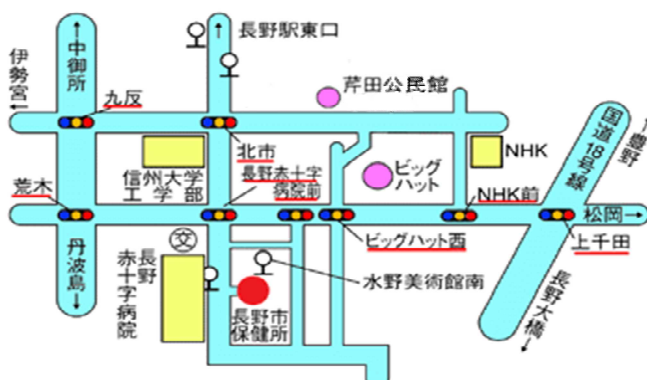 ↑中御所
長野駅東口
伊勢宮←
九反
芹田公民館
国道18号線
↑豊野
北市
NHK
信州大学
工学部
長野赤十字
病院前
ビッグ
ハット
荒木
NHK前
松岡→
丹波島↓
交
ビッグハット西
上千田
長野
赤十字病院
水野美術館南
長野大橋↓
長野市
保健所